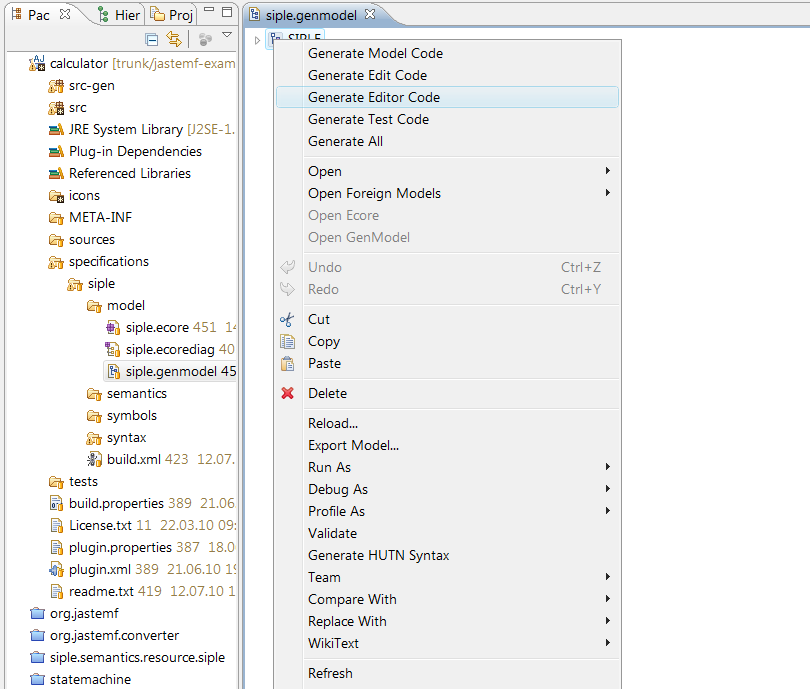 Pac
Hier
Proj
calculator [trunk/jastemf-exam
src-gen
src
JRE System Library [J2SE-1.
Plug-in Dependencies
Referenced Libraries
icons
META-INF
sources
specifications
siple
model
siple.ecore 451 14
siple.ecorediag 40
siple.genmodel 45
semantics
symbols
syntax
build.xml 423 12.07.
tests
build.properties 389 21.06
License.txt 11 22.03.10 09:
plugin.properties 387 18.0
plugin.xml 389 21.06.10 19
readme.txt 419 12.07.10 1
org.jastemf
org.jastemf.converter
siple.semantics.resource.siple
statemachine
siple.genmodel
SIPLE
Generate Model Code
Generate Edit Code
Generate Editor Code
Generate Test Code
Generate All
Open
Open Foreign Models
Open Ecore
Open GenModel
Undo Ctrl+Z
Redo Ctrl+Y
Cut
Copy
Paste
Delete
Reload...
Export Model...
Run As
Debug As
Profile As
Validate
Generate HUTN Syntax
Team
Compare With
Replace With
WikiText
Refresh